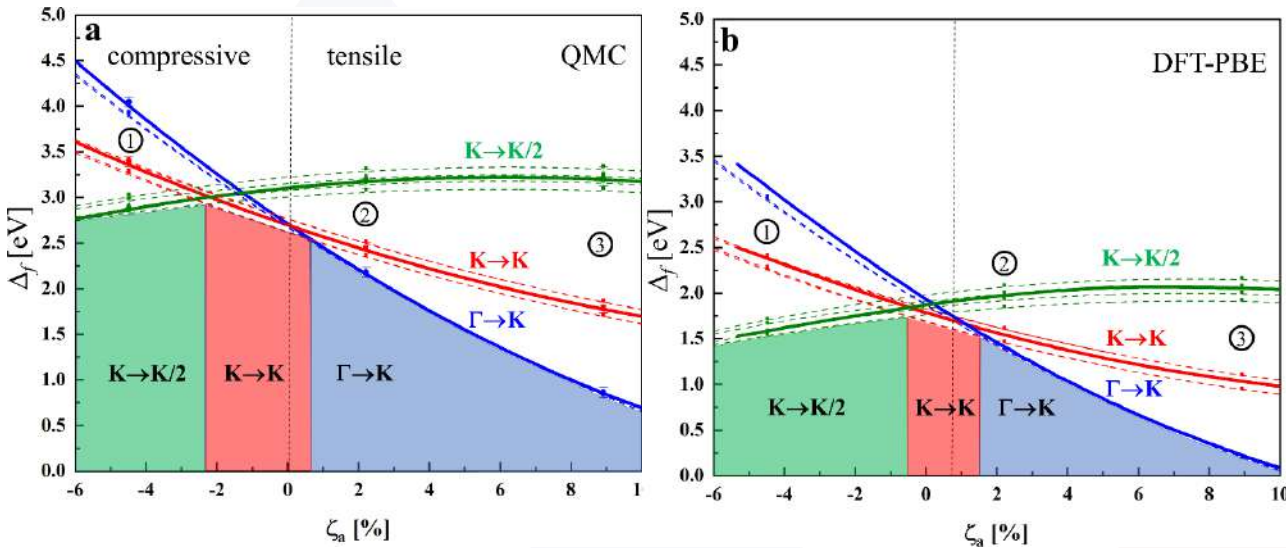 a
compressive
tensile
QMC
5.0
4.5
4.0
3.5
3.0
2.5
2.0
1.5
1.0
0.5
0.0
Δf [eV]
1
2
3
K→K/2
K→K
Γ→K
K→K/2
K→K
Γ→K
-6
-4
-2
0
2
4
6
8
1
ζa [%]
b
DFT-PBE
5.0
4.5
4.0
3.5
3.0
2.5
2.0
1.5
1.0
0.5
0.0
Δf [eV]
1
2
3
K→K/2
K→K
Γ→K
K→K/2
K→K
Γ→K
-6
-4
-2
0
2
4
6
8
10
ζa [%]